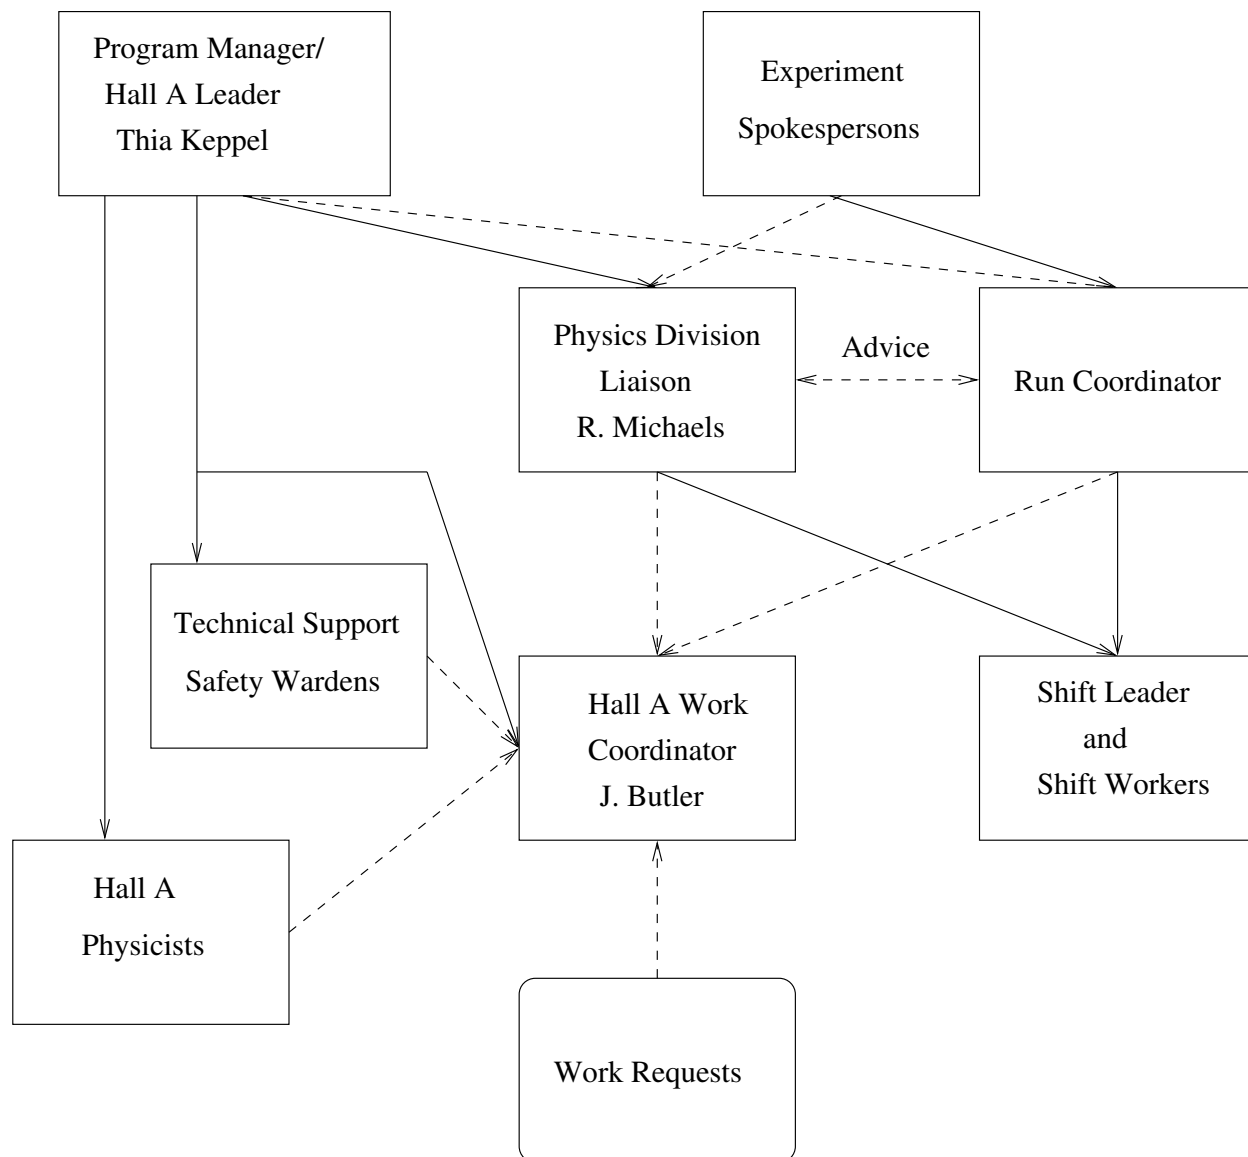 Program Manager/
Hall A Leader
Thia Keppel
Experiment
Spokespersons
Physics Division
Liaison
R. Michaels
Advice
Run Coordinator
Technical Support
Safety Wardens
Hall A Work
Coordinator
J. Butler
Shift Leader
and
Shift Workers
Hall A
Physicists
Work Requests